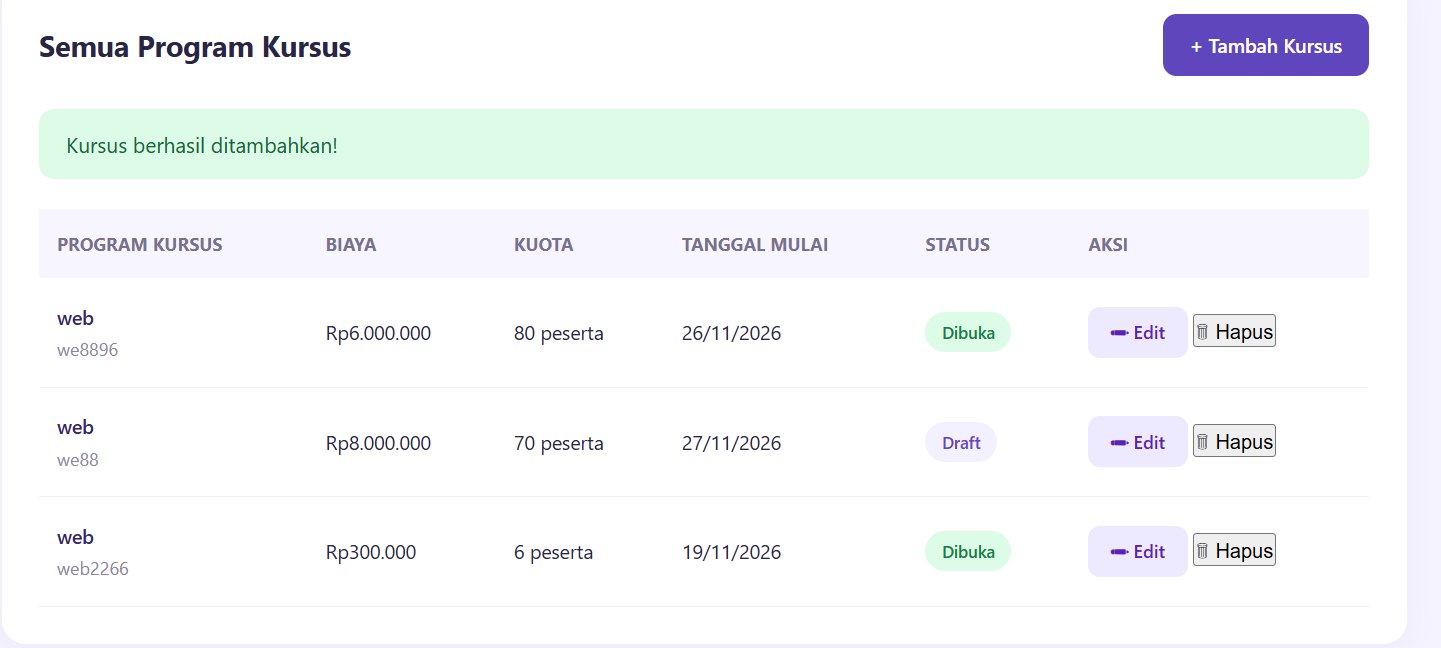 Semua Program Kursus
+ Tambah Kursus
Kursus berhasil ditambahkan!
PROGRAM KURSUS BIAYA KUOTA TANGGAL MULAI STATUS AKSI
web
we8896
Rp6.000.000 80 peserta 26/11/2026 Dibuka Edit Hapus
web
we88
Rp8.000.000 70 peserta 27/11/2026 Draft Edit Hapus
web
web2266
Rp300.000 6 peserta 19/11/2026 Dibuka Edit Hapus